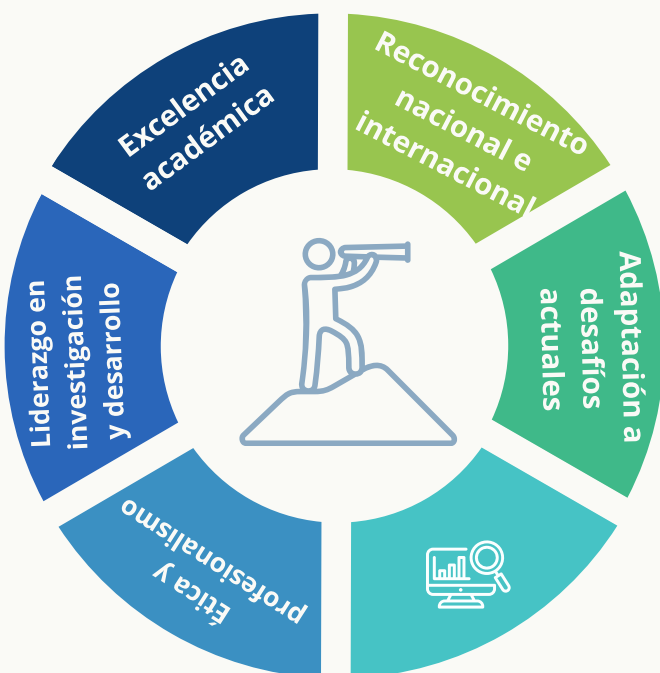 Excelencia
académica
Reconocimiento
nacional e
internacional
Adaptación a
desafíos
actuales
Ética y
profesionalismo
Liderazgo en
investigación
y desarrollo